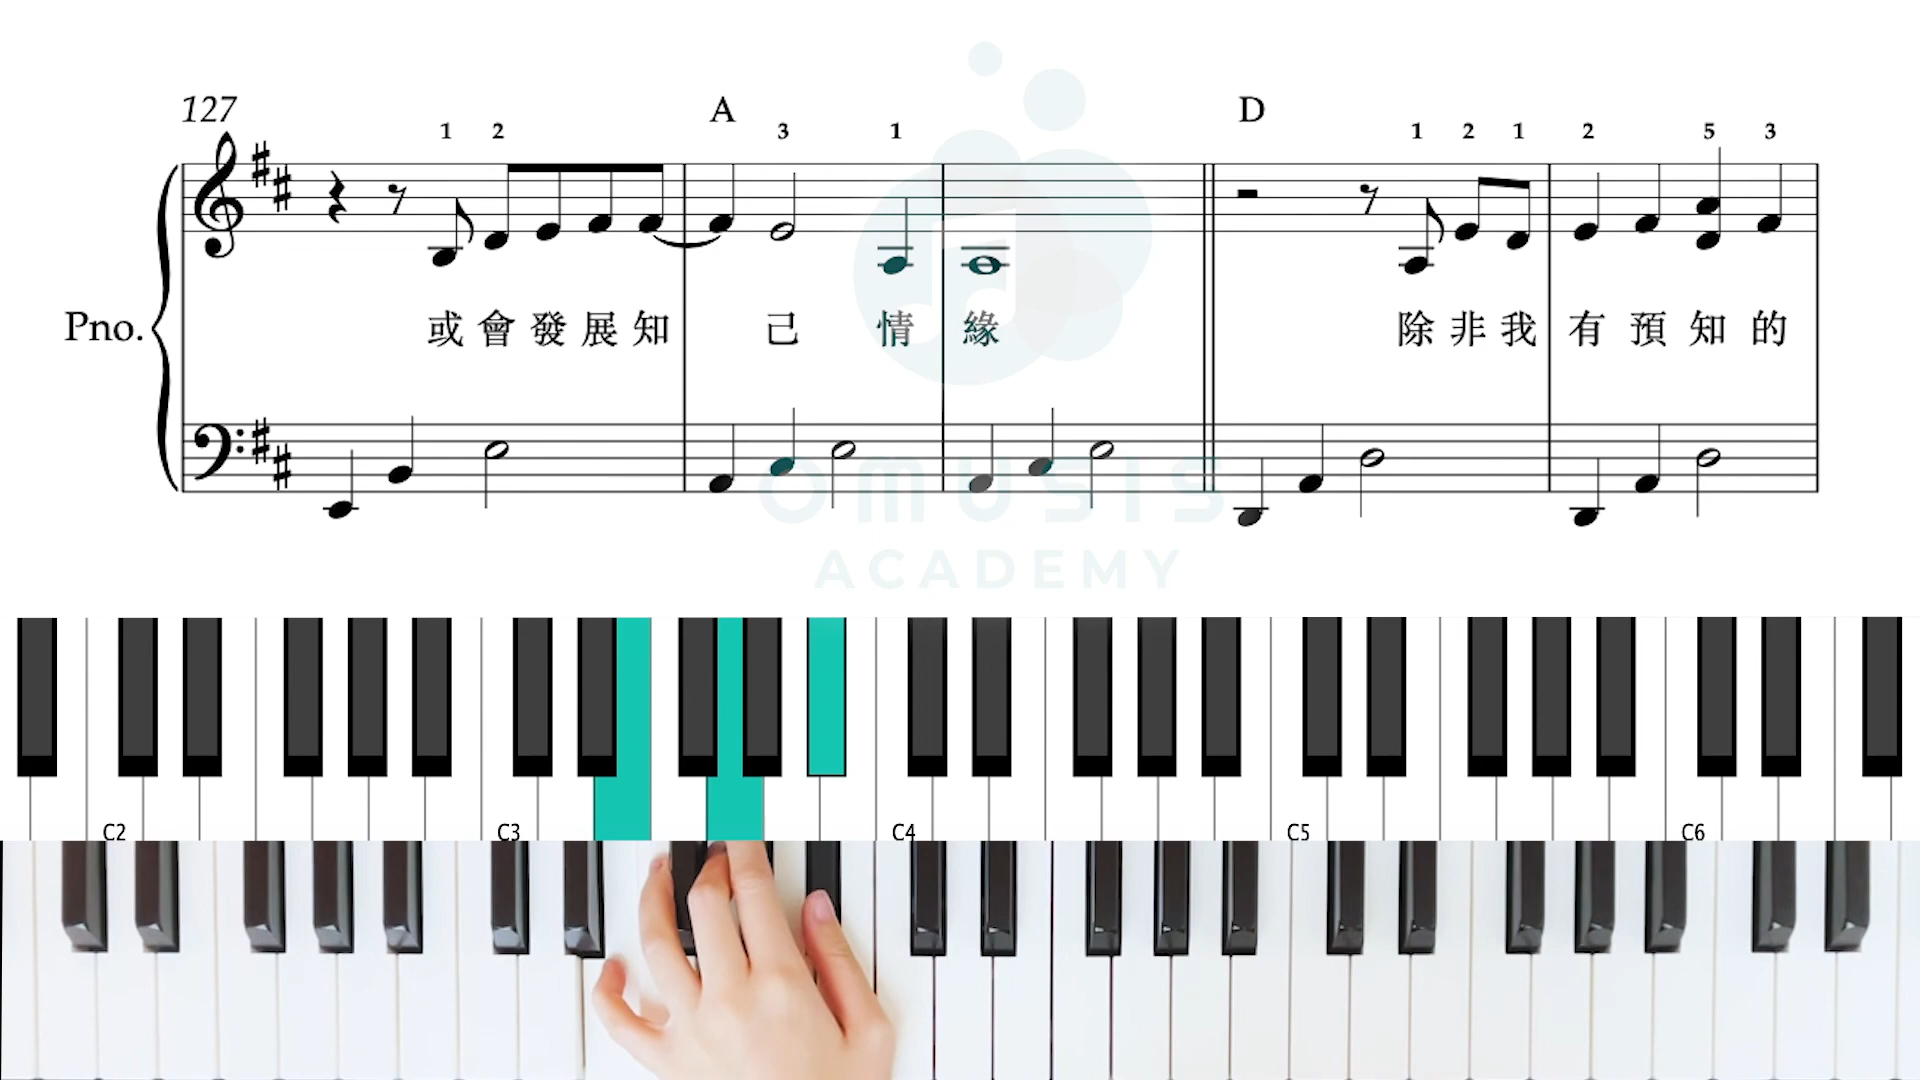 127 A D
1 2 3 1 1 2 1 2 5 3
Pno. 或會發展知 己 情 緣 除非我 有預知的
OMUSIS
ACADEMY
C2 C3 C4 C5 C6